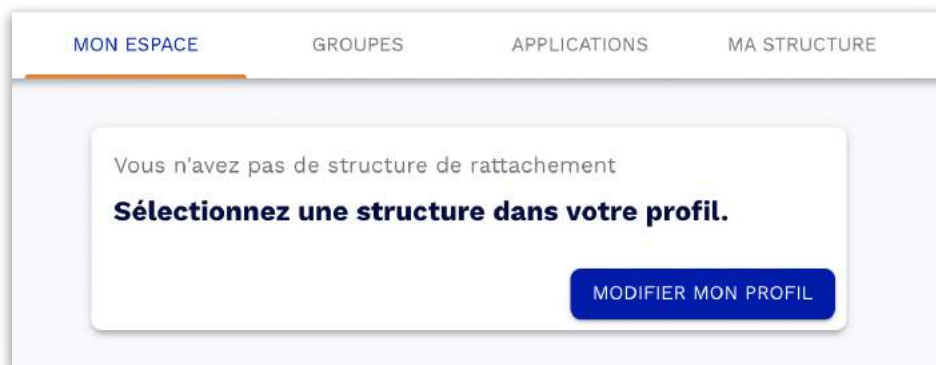 MON ESPACE GROUPES APPLICATIONS MA STRUCTURE
Vous n'avez pas de structure de rattachement
Sélectionnez une structure dans votre profil.
MODIFIER MON PROFIL